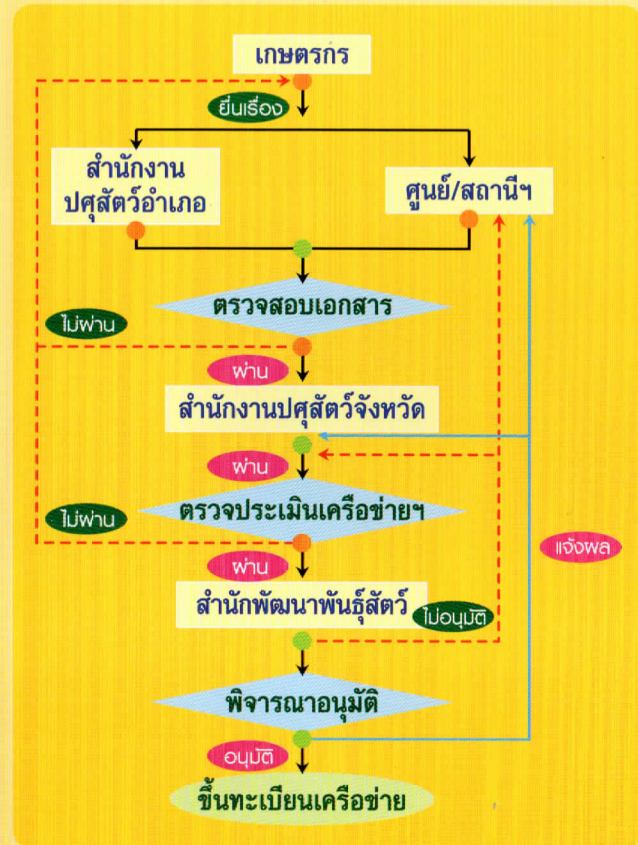 เกษตรกร
ยื่นเรื่อง
สำนักงาน
ปศุสัตว์อำเภอ
ศูนย์/สถานีฯ
ตรวจสอบเอกสาร
ไม่ผ่าน
ผ่าน
สำนักงานปศุสัตว์จังหวัด
ผ่าน
ตรวจประเมินเครือข่ายฯ
ไม่ผ่าน
แจ้งผล
ผ่าน
สำนักพัฒนาพันธุ์สัตว์
ไม่อนุมัติ
พิจารณาอนุมัติ
อนุมัติ
ขึ้นทะเบียนเครือข่าย